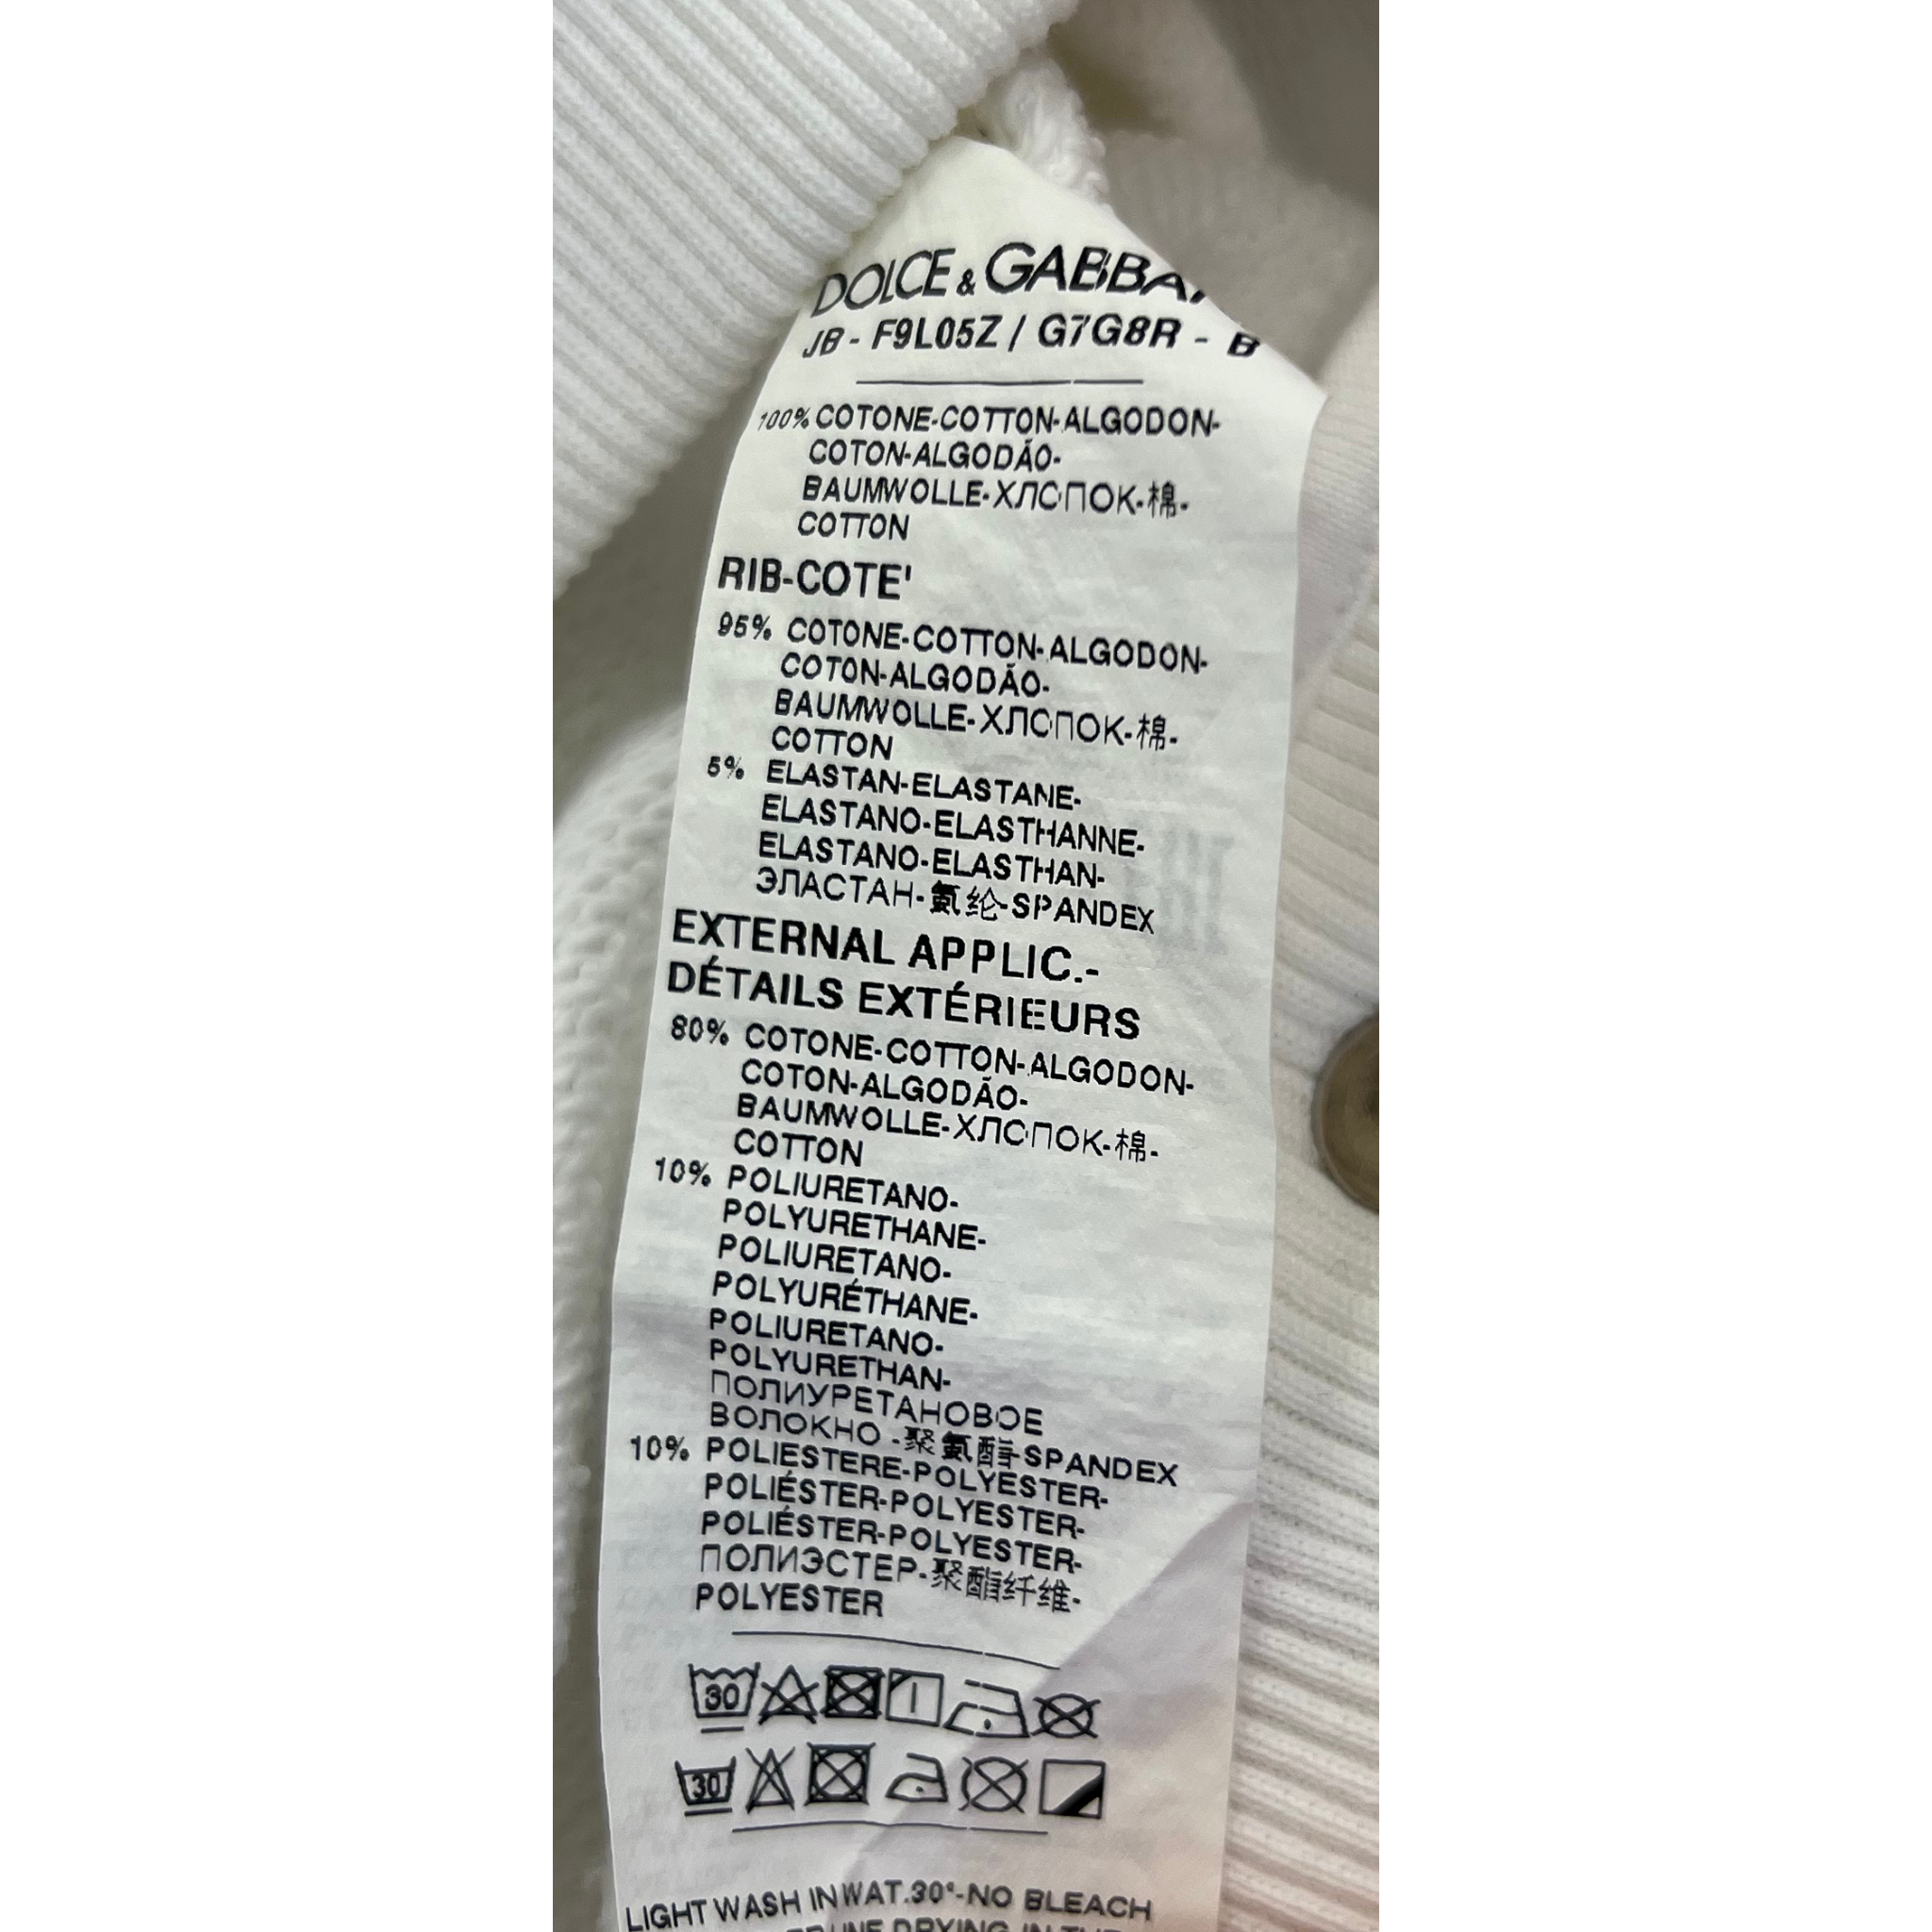 DOLCE & GABBA
JB - F9L05Z / G7G8R - B
100% COTONE-COTTON-ALGODON-
COTON-ALGODÃO-
BAUMWOLLE-ХЛОПОК-棉-
COTTON
RIB-COTE'
95% COTONE-COTTON-ALGODON-
COTON-ALGODÃO-
BAUMWOLLE-ХЛОПОК-棉-
COTTON
5% ELASTAN-ELASTANE-
ELASTANO-ELASTHANNE-
ELASTANO-ELASTHAN-
ЭЛАСТАН-氨纶-SPANDEX
EXTERNAL APPLIC.-
DÉTAILS EXTÉRIEURS
80% COTONE-COTTON-ALGODON-
COTON-ALGODÃO-
BAUMWOLLE-ХЛОПОК-棉-
COTTON
10% POLIURETANO-
POLYURETHANE-
POLIURETANO-
POLYURÉTHANE-
POLIURETANO-
POLYURETHAN-
ПОЛИУРЕТАНОВОЕ
ВОЛОКНО -聚氨酯-SPANDEX
10% POLIESTERE-POLYESTER-
POLIÉSTER-POLYESTER-
POLIÉSTER-POLYESTER-
ПОЛИЭСТЕР-聚酯纤维-
POLYESTER
30
30
LIGHT WASH IN WAT.30°-NO BLEACH
DRYING IN